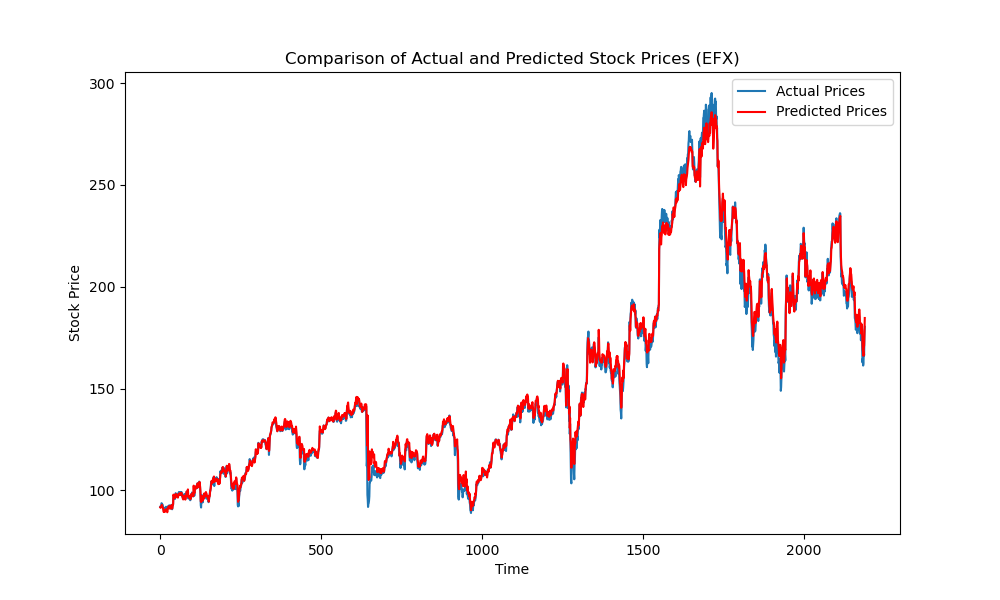 Comparison of Actual and Predicted Stock Prices (EFX)
Actual Prices
Predicted Prices
Stock Price
300
250
200
150
100
0 500 1000 1500 2000
Time